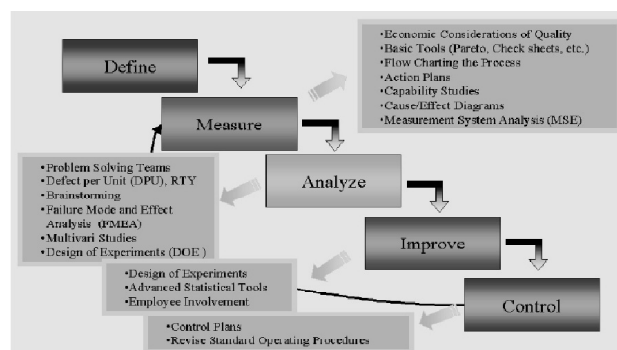 Define
•Economic Considerations of Quality
•Basic Tools (Pareto, Check sheets, etc.)
•Flow Charting the Process
•Action Plans
•Capability Studies
•Cause/Effect Diagrams
•Measurement System Analysis (MSE)
Measure
•Problem Solving Teams
•Defect per Unit (DPU), RTY
•Brainstorming
•Failure Mode and Effect
Analysis (FMEA)
•Multivari Studies
•Design of Experiments (DOE )
Analyze
Improve
•Design of Experiments
•Advanced Statistical Tools
•Employee Involvement
Control
•Control Plans
•Revise Standard Operating Procedures